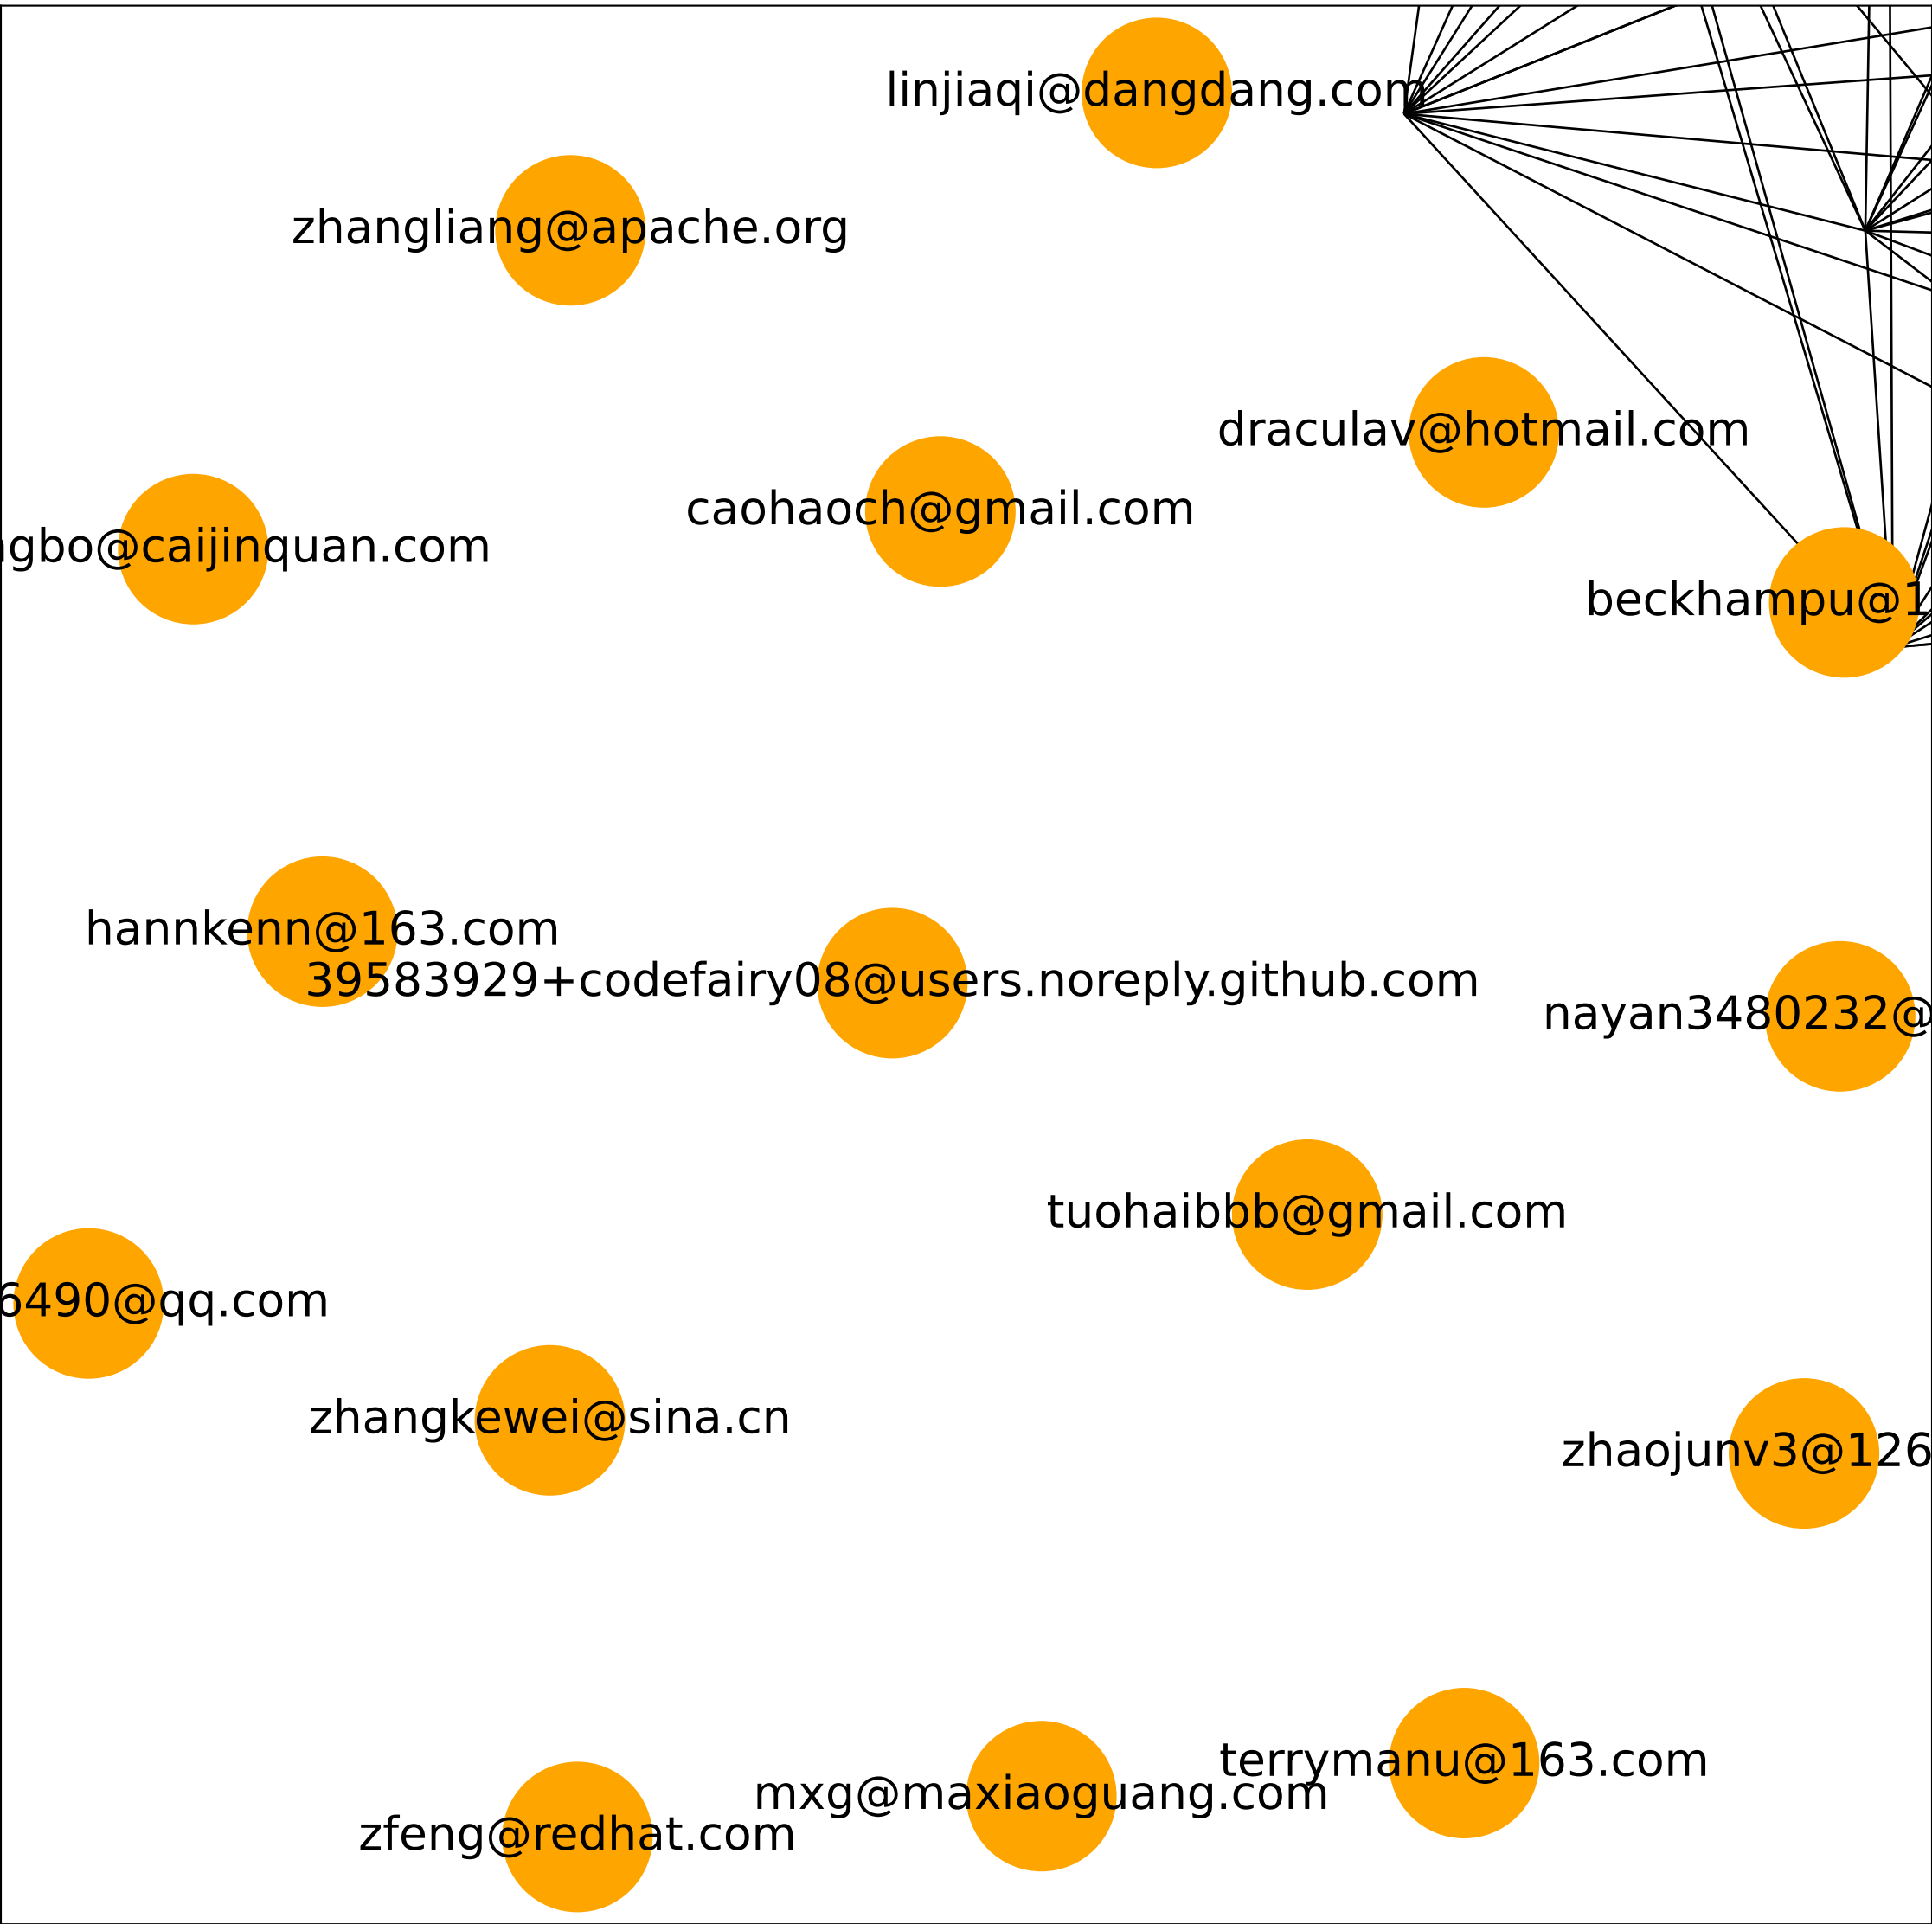 linjiaqi@dangdang.com
zhangliang@apache.org
draculav@hotmail.com
caohaoch@gmail.com
gbo@caijinquan.com
beckhampu@1
hannkenn@163.com
39583929+codefairy08@users.noreply.github.com
nayan3480232@
tuohaibbb@gmail.com
6490@qq.com
zhangkewei@sina.cn
zhaojunv3@126
terrymanu@163.com
mxg@maxiaoguang.com
zfeng@redhat.com